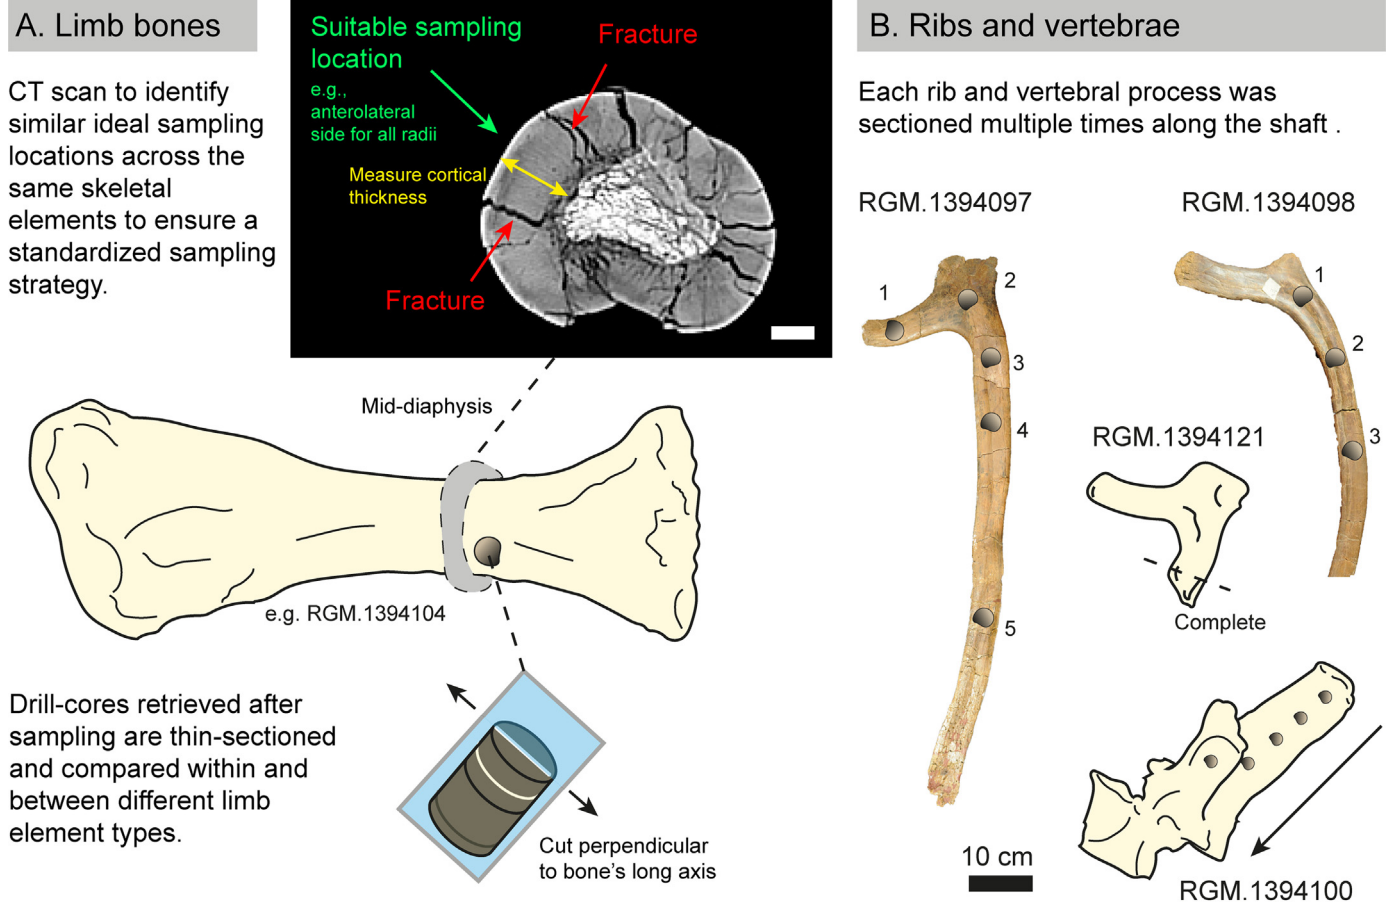 A. Limb bones
CT scan to identify
similar ideal sampling
locations across the
same skeletal
elements to ensure a
standardized sampling
strategy.
Suitable sampling
location
e.g.,
anterolateral
side for all radii
Fracture
Measure cortical
thickness
Fracture
Mid-diaphysis
e.g. RGM.1394104
Drill-cores retrieved after
sampling are thin-sectioned
and compared within and
between different limb
element types.
Cut perpendicular
to bone's long axis
B. Ribs and vertebrae
Each rib and vertebral process was
sectioned multiple times along the shaft .
RGM.1394097
1
2
3
4
5
RGM.1394098
1
2
3
RGM.1394121
Complete
10 cm
RGM.1394100